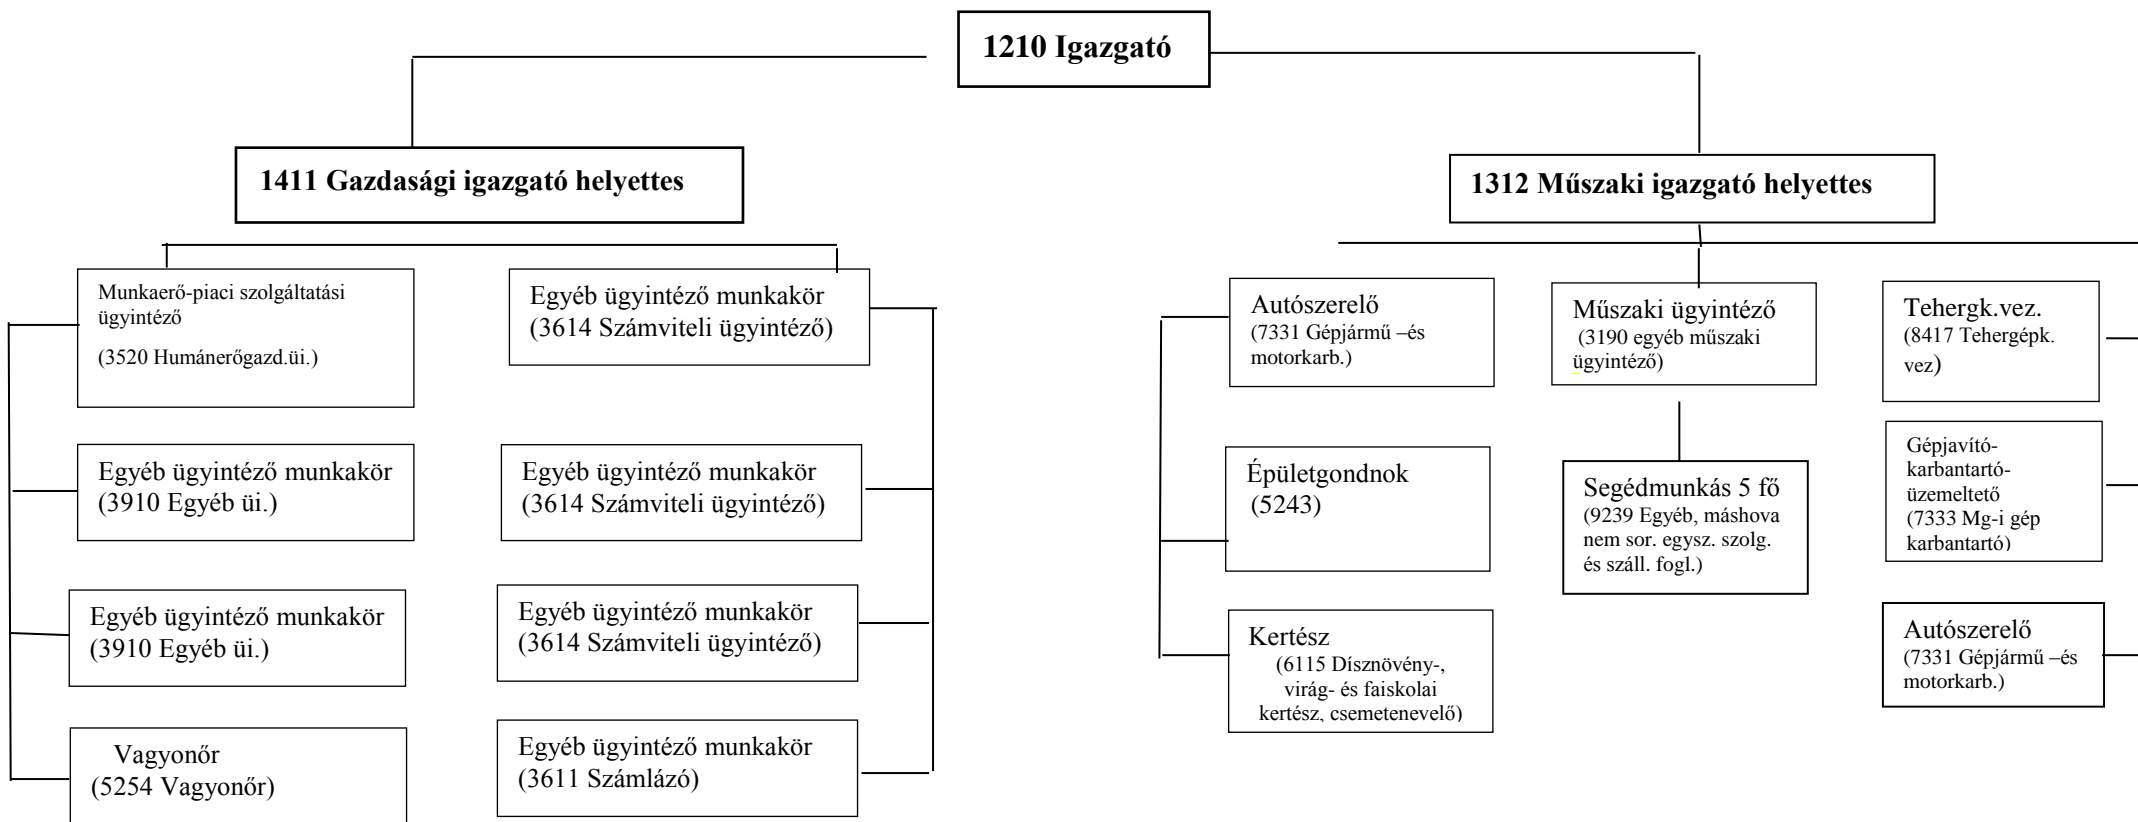 1210 Igazgató
1411 Gazdasági igazgató helyettes
1312 Műszaki igazgató helyettes
Munkaerő-piaci szolgáltatási
ügyintéző
(3520 Humánerőgazd.üi.)
Egyéb ügyintéző munkakör
(3910 Egyéb üi.)
Egyéb ügyintéző munkakör
(3910 Egyéb üi.)
Vagyonőr
(5254 Vagyonőr)
Egyéb ügyintéző munkakör
(3614 Számviteli ügyintéző)
Egyéb ügyintéző munkakör
(3614 Számviteli ügyintéző)
Egyéb ügyintéző munkakör
(3614 Számviteli ügyintéző)
Egyéb ügyintéző munkakör
(3611 Számlázó)
Autószerelő
(7331 Gépjármű –és
motorkarb.)
Épületgondnok
(5243)
Kertész
(6115 Dísznövény-,
virág- és faiskolai
kertész, csemetenevelő)
Műszaki ügyintéző
(3190 egyéb műszaki
ügyintéző)
Segédmunkás 5 fő
(9239 Egyéb, máshova
nem sor. egysz. szolg.
és száll. fogl.)
Tehergk.vez.
(8417 Tehergépk.
vez)
Gépjavító-
karbantartó-
üzemeltető
(7333 Mg-i gép
karbantartó)
Autószerelő
(7331 Gépjármű –és
motorkarb.)